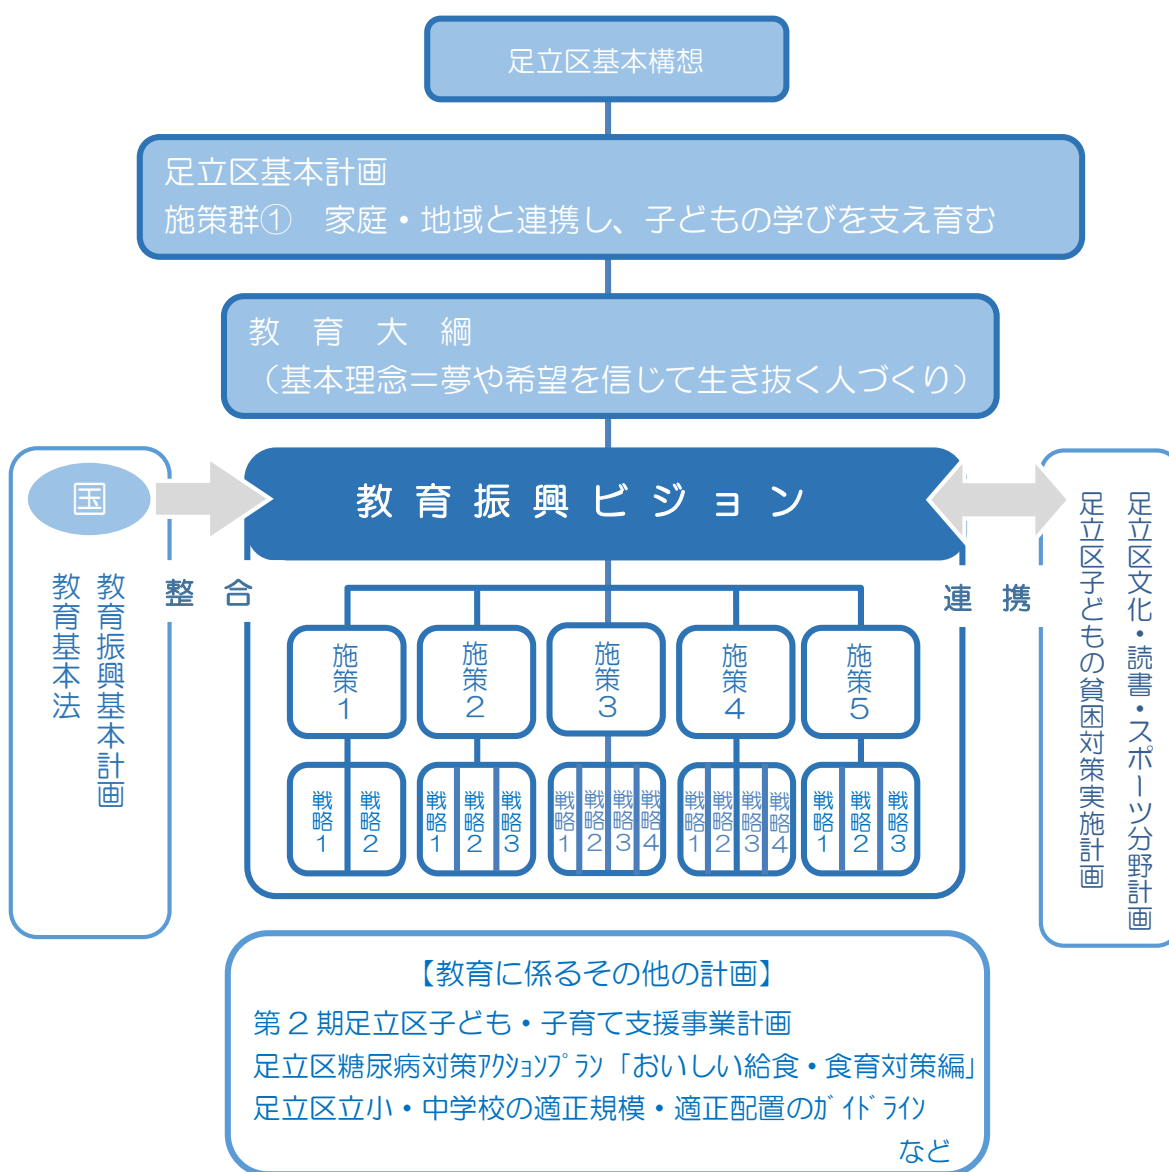 足立区基本構想
足立区基本計画
施策群①　家庭・地域と連携し、子どもの学びを支え育む
教　育　大　綱
（基本理念＝夢や希望を信じて生き抜く人づくり）
国
教育振興基本計画
教育基本法
整　合
教育振興ビジョン
連　携
足立区文化・読書・スポーツ分野計画
足立区子どもの貧困対策実施計画
施策１
施策２
施策３
施策４
施策５
戦略１
戦略２
戦略１
戦略２
戦略３
戦略１
戦略２
戦略３
戦略４
戦略１
戦略２
戦略３
戦略４
戦略１
戦略２
戦略３
【教育に係るその他の計画】
第２期足立区子ども・子育て支援事業計画
足立区糖尿病対策ｱｸｼｮﾝﾌﾟﾗﾝ「おいしい給食・食育対策編」
足立区立小・中学校の適正規模・適正配置のｶﾞｲﾄﾞﾗｲﾝ
など